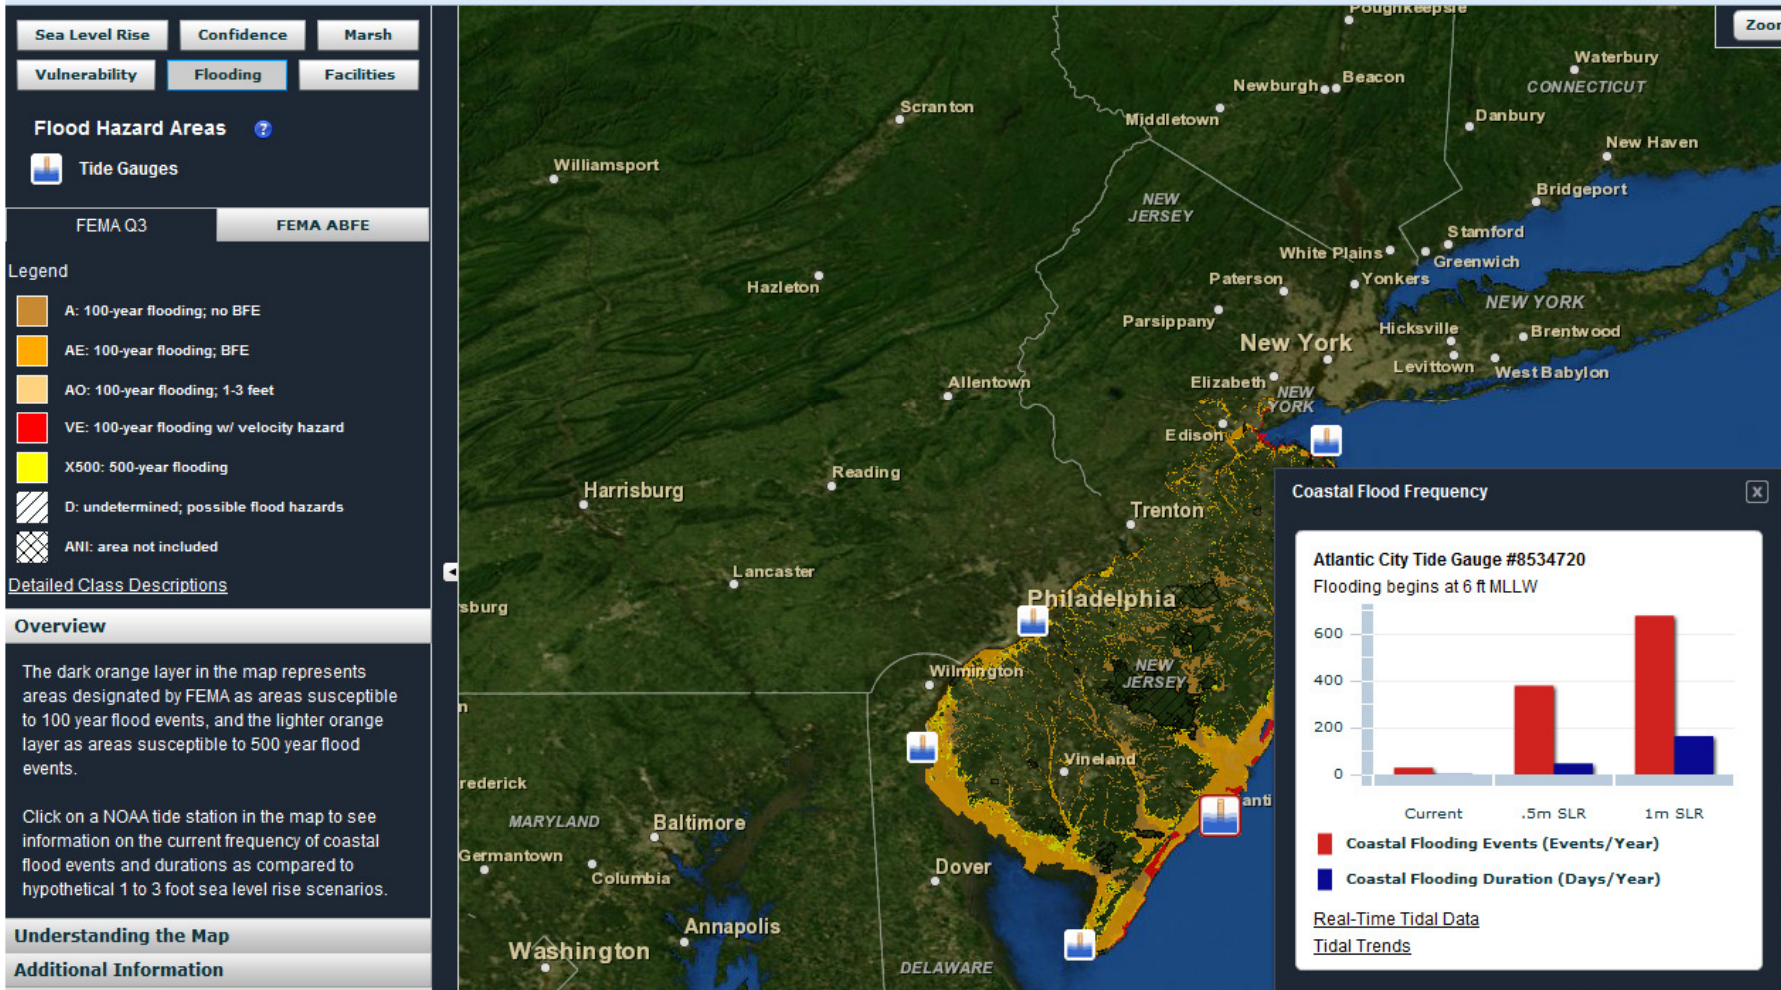 Sea Level Rise
Confidence
Marsh
Vulnerability
Flooding
Facilities
Flood Hazard Areas ?
Tide Gauges
FEMA Q3
FEMA ABFE
Legend
A: 100-year flooding; no BFE
AE: 100-year flooding; BFE
AO: 100-year flooding; 1-3 feet
VE: 100-year flooding w/ velocity hazard
X500: 500-year flooding
D: undetermined; possible flood hazards
ANI: area not included
Detailed Class Descriptions
Overview
The dark orange layer in the map represents
areas designated by FEMA as areas susceptible
to 100 year flood events, and the lighter orange
layer as areas susceptible to 500 year flood
events.
Click on a NOAA tide station in the map to see
information on the current frequency of coastal
flood events and durations as compared to
hypothetical 1 to 3 foot sea level rise scenarios.
Understanding the Map
Additional Information
Poughkeepsie
Zoor
Waterbury
CONNECTICUT
Newburgh
Beacon
Scranton
Middletown
Danbury
New Haven
Williamsport
Bridgeport
NEW
JERSEY
Stamford
White Plains
Greenwich
Hazleton
Paterson
Yonkers
NEW YORK
Parsippany
Hicksville
Brentwood
New York
Levittown
West Babylon
Allentown
Elizabeth
NEW
YORK
Edison
Reading
Harrisburg
Trenton
Lancaster
Philadelphia
sburg
Wilmington
NEW
JERSEY
n
Vineland
rederick
anti
MARYLAND
Baltimore
Germantown
Columbia
Dover
Annapolis
Washington
DELAWARE
Coastal Flood Frequency
x
Atlantic City Tide Gauge #8534720
Flooding begins at 6 ft MLLW
600
400
200
0
Current
.5m SLR
1m SLR
Coastal Flooding Events (Events/Year)
Coastal Flooding Duration (Days/Year)
Real-Time Tidal Data
Tidal Trends